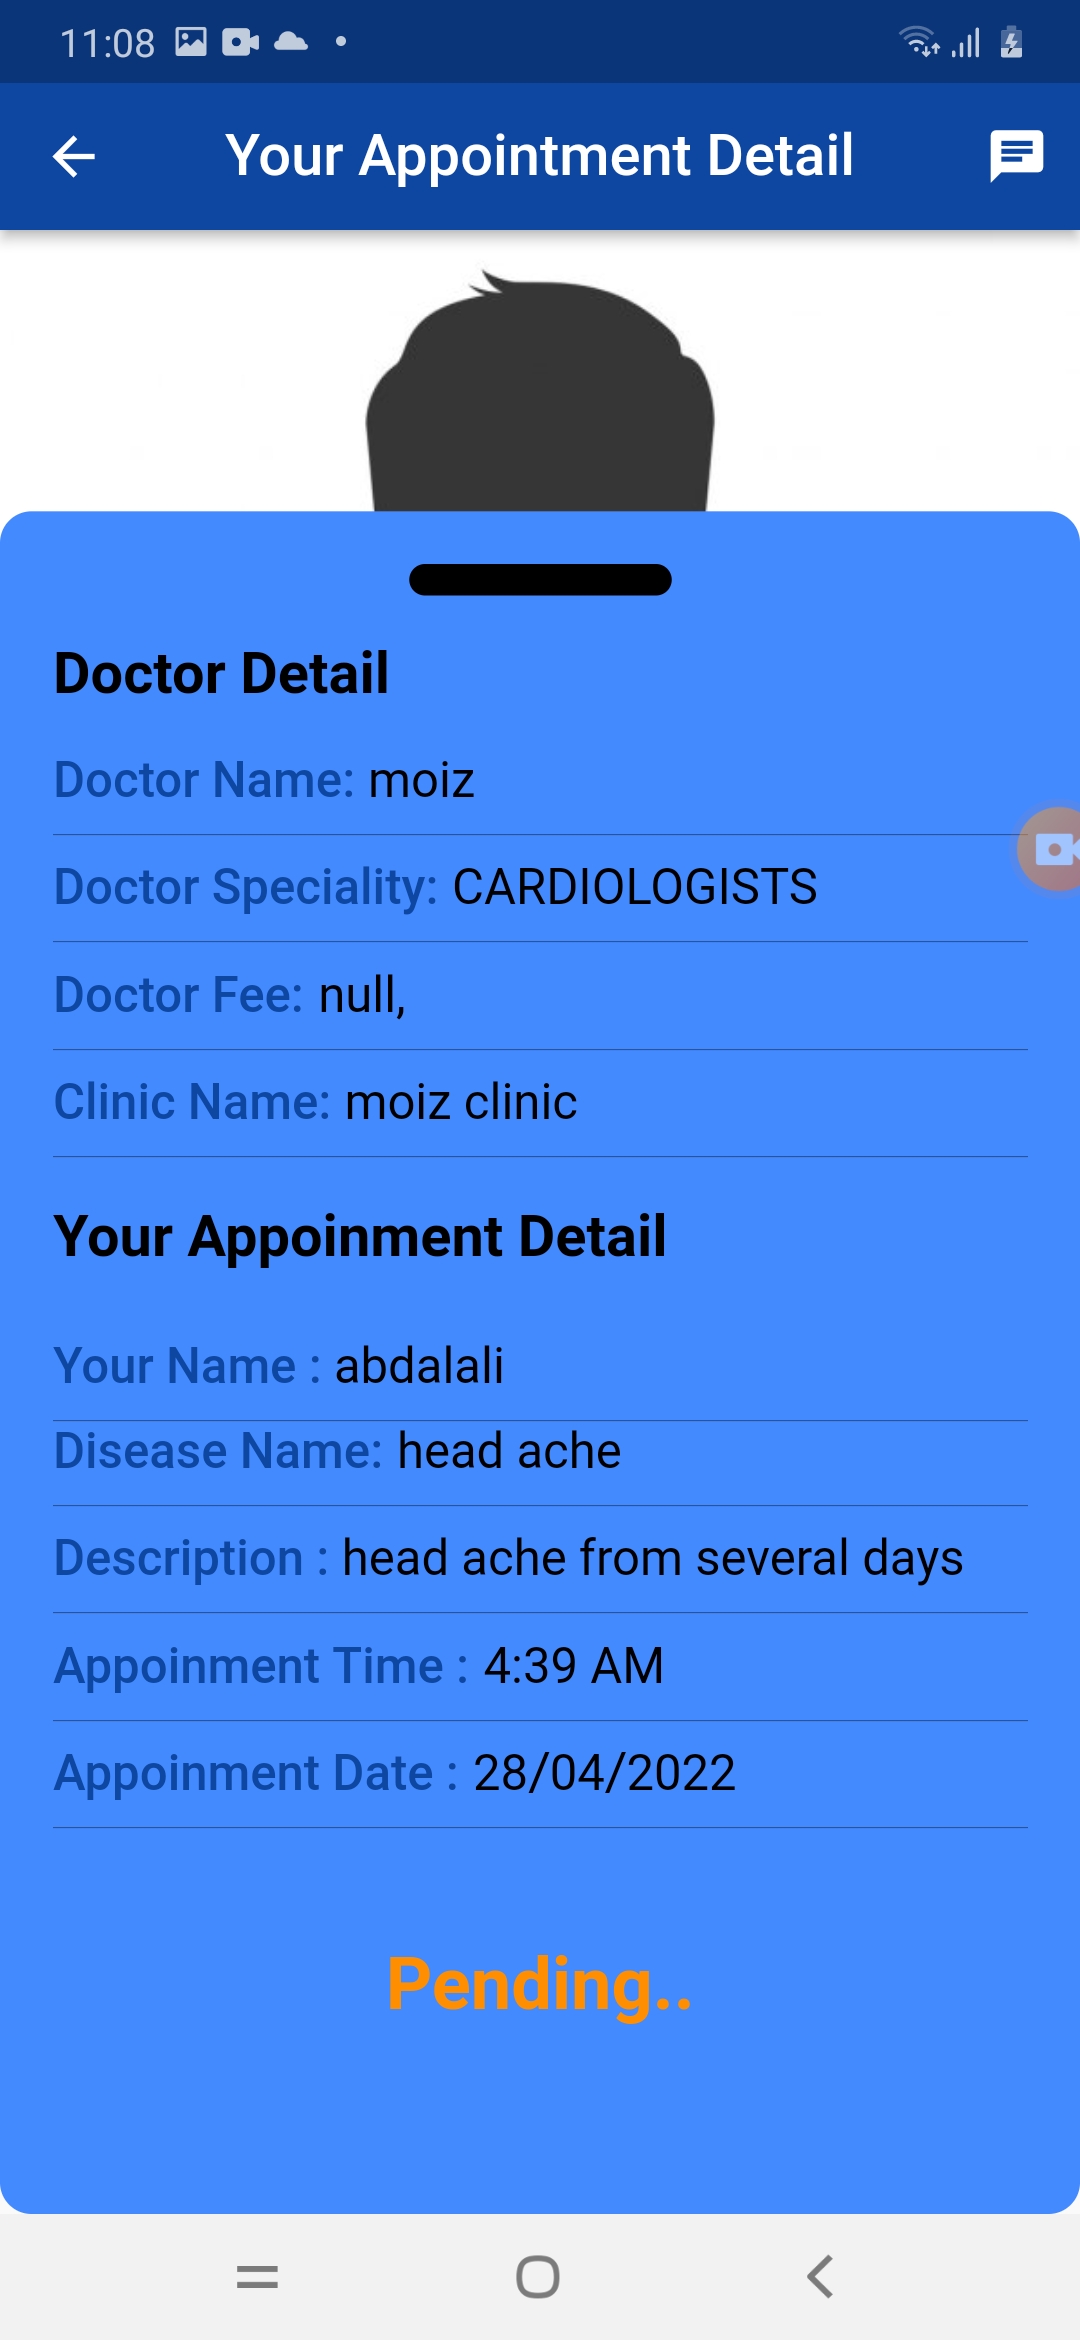 11:08
Your Appointment Detail
Doctor Detail
Doctor Name: moiz
Doctor Speciality: CARDIOLOGISTS
Doctor Fee: null,
Clinic Name: moiz clinic
Your Appoinment Detail
Your Name : abdalali
Disease Name: head ache
Description : head ache from several days
Appoinment Time : 4:39 AM
Appoinment Date : 28/04/2022
Pending..